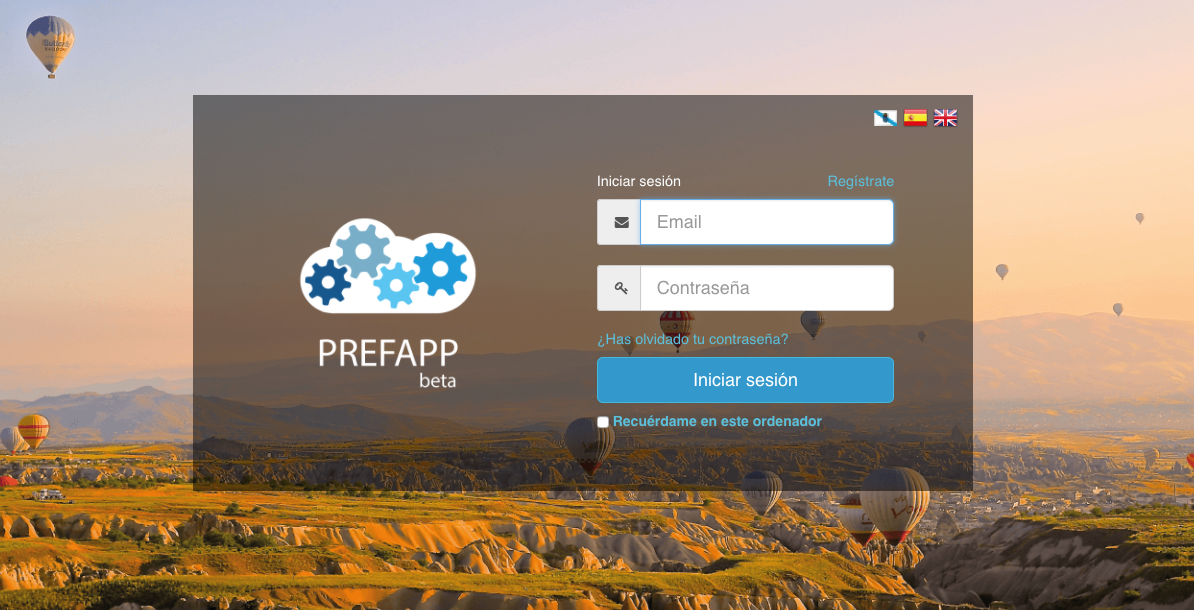 Iniciar sesión
Regístrate
Email
Contraseña
¿Has olvidado tu contraseña?
Iniciar sesión
Recuérdame en este ordenador
PREFAPP
beta